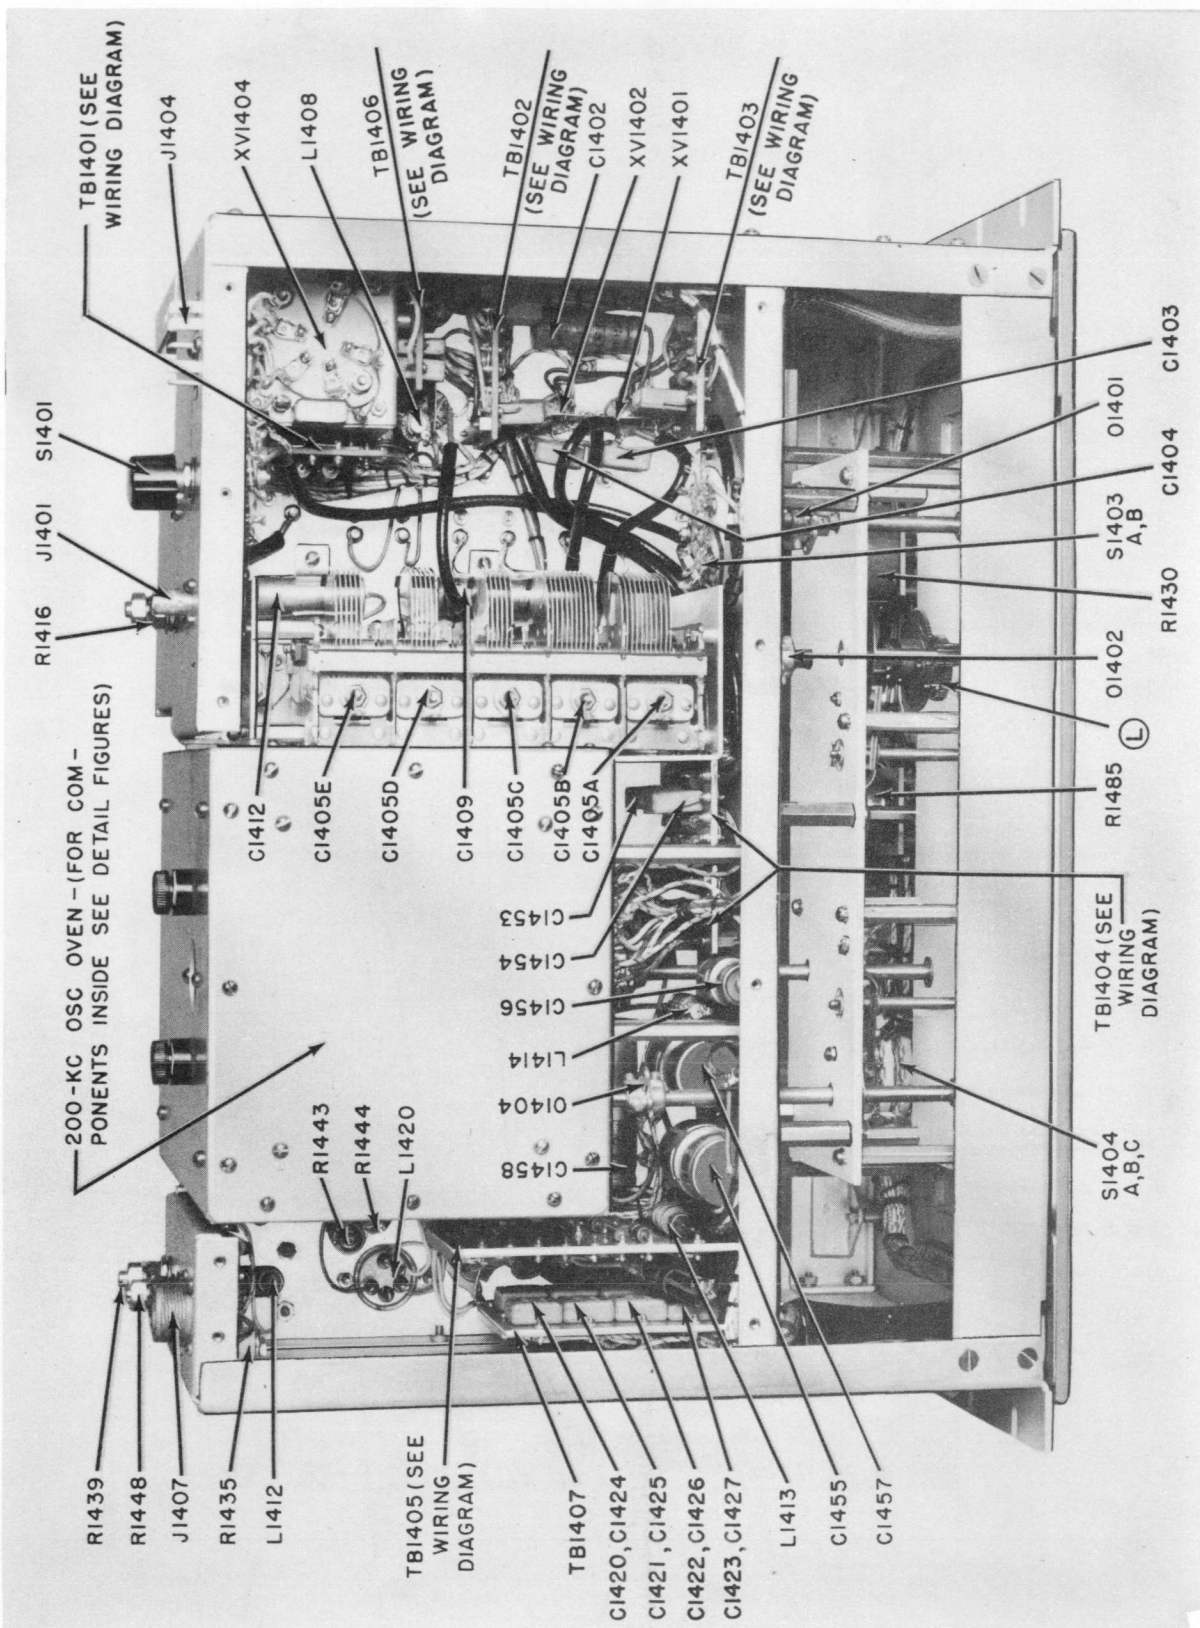 R1439
R1448
J1407
R1435
L1412
TB1405 (SEE
WIRING
DIAGRAM)
TB1407
C1420, C1424
C1421, C1425
C1422, C1426
C1423, C1427
L1413
C1455
C1457
200-KC OSC OVEN-(FOR COM-
PONENTS INSIDE SEE DETAIL FIGURES)
R1443
R1444
L1420
C1458
O1404
L1414
C1456
C1454
C1453
S1404
A,B,C
TB1404 (SEE
WIRING
DIAGRAM)
R1416
J1401
S1401
C1412
C1405E
C1405D
C1409
C1405C
C1405B
C1405A
R1485
L
O1402
R1430
S1403
A,B
C1404
O1401
C1403
TB1401 (SEE
WIRING DIAGRAM)
J1404
XV1404
L1408
TB1406
(SEE WIRING
DIAGRAM)
TB1402
(SEE WIRING
DIAGRAM)
C1402
XV1402
XV1401
TB1403
(SEE WIRING
DIAGRAM)